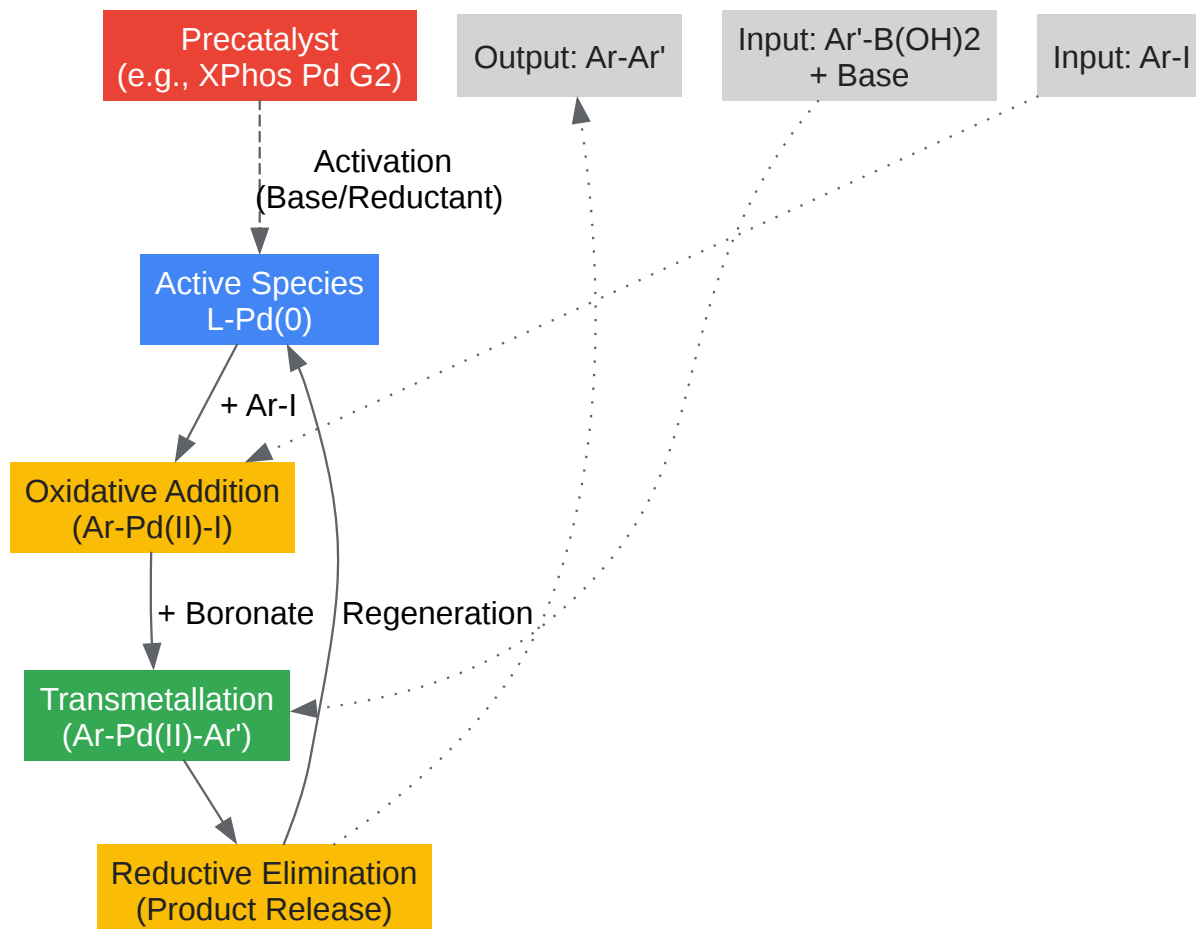 Precatalyst
(e.g., XPhos Pd G2)
Output: Ar-Ar'
Input: Ar'-B(OH)2
+ Base
Input: Ar-I
Activation
(Base/Reductant)
Active Species
L-Pd(0)
+ Ar-I
Oxidative Addition
(Ar-Pd(II)-I)
+ Boronate
Regeneration
Transmetallation
(Ar-Pd(II)-Ar')
Reductive Elimination
(Product Release)